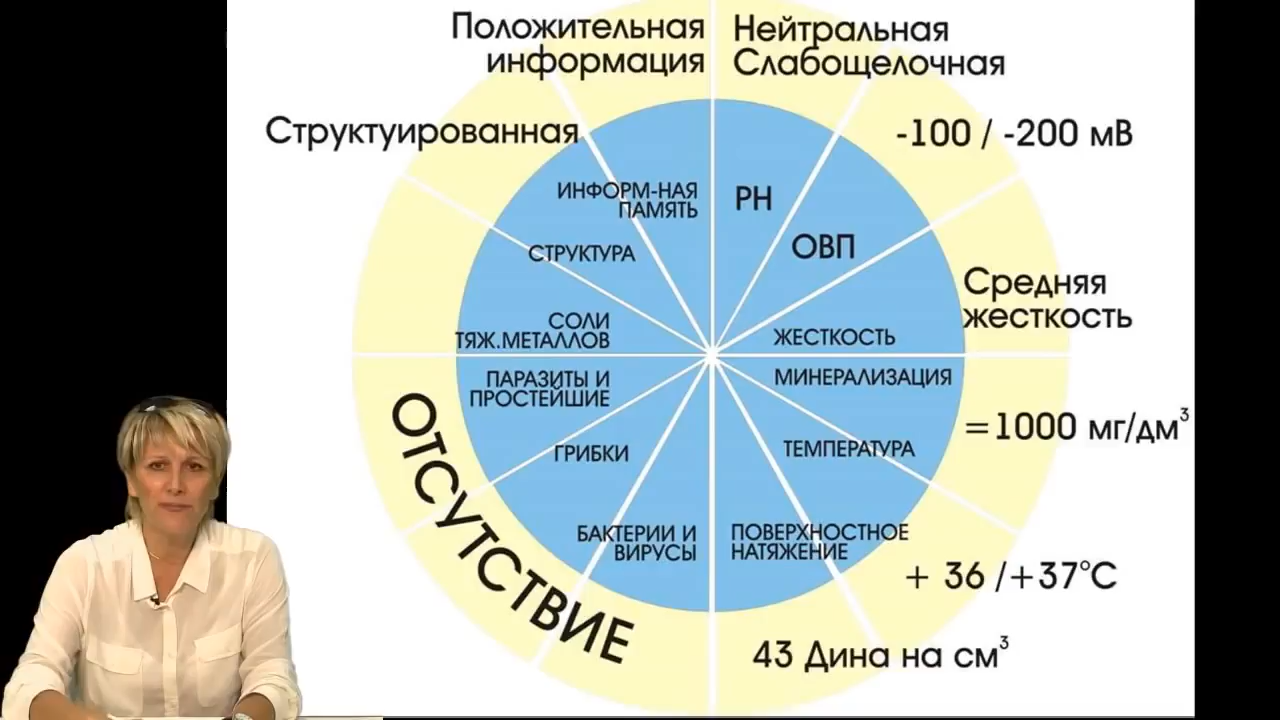 Положительная
информация
Нейтральная
Слабощелочная
Структуированная
-100 / -200 мВ
ИНФОРМ-НАЯ
ПАМЯТЬ
PH
СТРУКТУРА
ОВП
Средняя
жесткость
СОЛИ
ТЯЖ.МЕТАЛЛОВ
ЖЕСТКОСТЬ
ПАРАЗИТЫ И
ПРОСТЕЙШИЕ
МИНЕРАЛИЗАЦИЯ
=1000 мг/дм³
ГРИБКИ
ТЕМПЕРАТУРА
ОТСУТСТВИЕ
БАКТЕРИИ И
ВИРУСЫ
ПОВЕРХНОСТНОЕ
НАТЯЖЕНИЕ
+ 36 /+37°С
43 Дина на см³